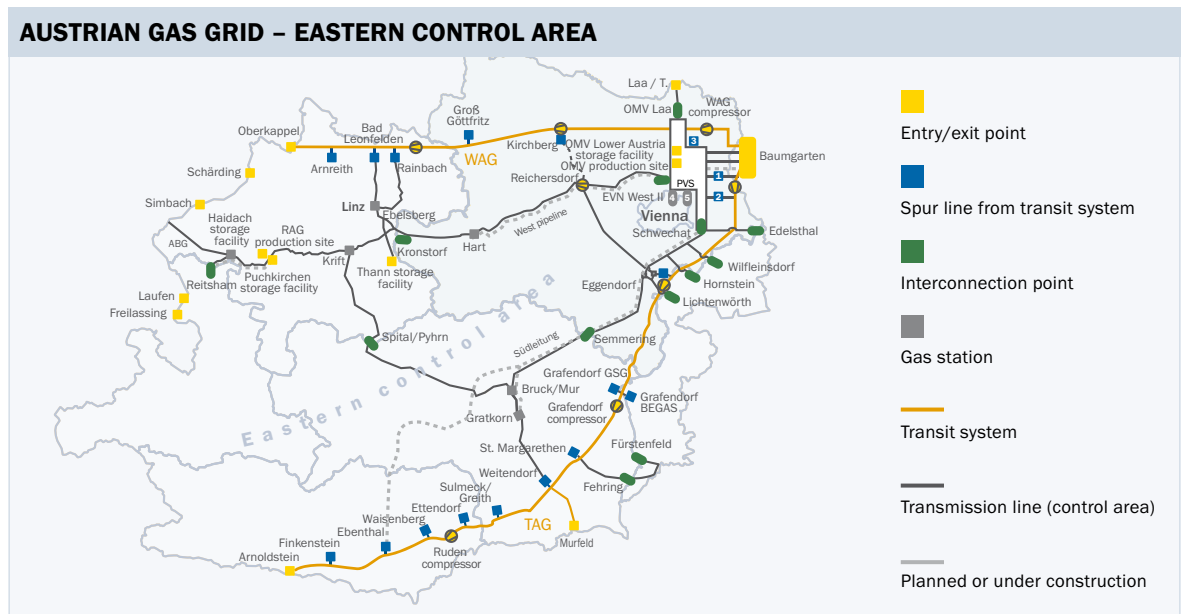 AUSTRIAN GAS GRID – EASTERN CONTROL AREA
Laa / T.
OMV Laa
WAG
compressor
Groß
Göttfritz
Oberkappel
Bad
Leonfelden
Arnreith
Rainbach
WAG
Kirchberg
OMV Lower Austria
storage facility
OMV production site
3
Baumgarten
Schärding
Reichersdorf
PVS
1
EVN West II
4
5
2
Simbach
Linz
Ebelsberg
West pipeline
Vienna
Schwechat
Edelsthal
Haidach
storage
facility
RAG
production site
ABG
Krift
Kronstorf
Hart
Reitsham
Puchkirchen
storage facility
Thann storage
facility
Wilfleinsdorf
Hornstein
Eggendorf
Lichtenwörth
Laufen
Freilassing
Spital/Pyhrn
Südleitung
Semmering
Eastern control area
Grafendorf GSG
Bruck/Mur
Grafendorf
BEGAS
Grafendorf
compressor
Gratkorn
St. Margarethen
Fürstenfeld
Weitendorf
Fehring
Sulmeck/
Greith
Ettendorf
Waisenberg
TAG
Ebenthal
Murfeld
Finkenstein
Ruden
compressor
Arnoldstein
Entry/exit point
Spur line from transit system
Interconnection point
Gas station
Transit system
Transmission line (control area)
Planned or under construction